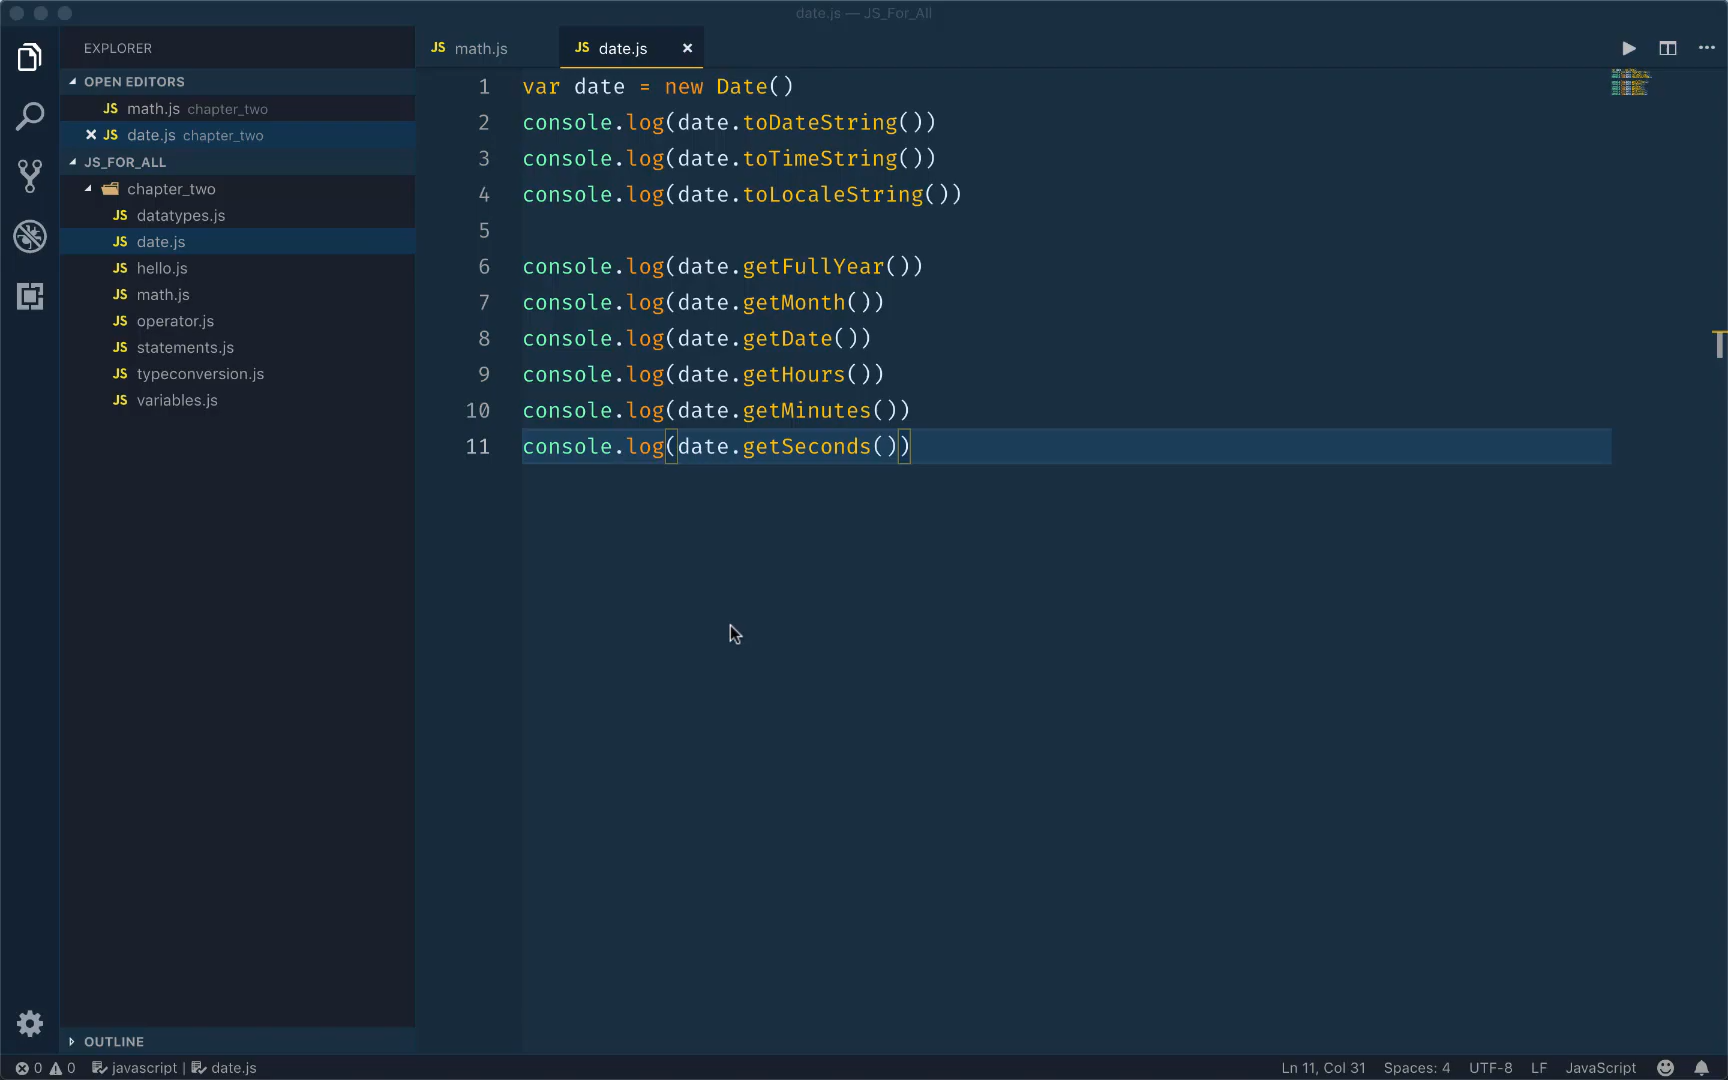 date.js — JS_For_All
EXPLORER
OPEN EDITORS
JS math.js chapter_two
JS date.js chapter_two
JS_FOR_ALL
chapter_two
JS datatypes.js
JS date.js
JS hello.js
JS math.js
JS operator.js
JS statements.js
JS typeconversion.js
JS variables.js
OUTLINE
JS math.js JS date.js
1 var date = new Date()
2 console.log(date.toDateString())
3 console.log(date.toTimeString())
4 console.log(date.toLocaleString())
5
6 console.log(date.getFullYear())
7 console.log(date.getMonth())
8 console.log(date.getDate())
9 console.log(date.getHours())
10 console.log(date.getMinutes())
11 console.log(date.getSeconds())
0 0 javascript | date.js Ln 11, Col 31 Spaces: 4 UTF-8 LF JavaScript